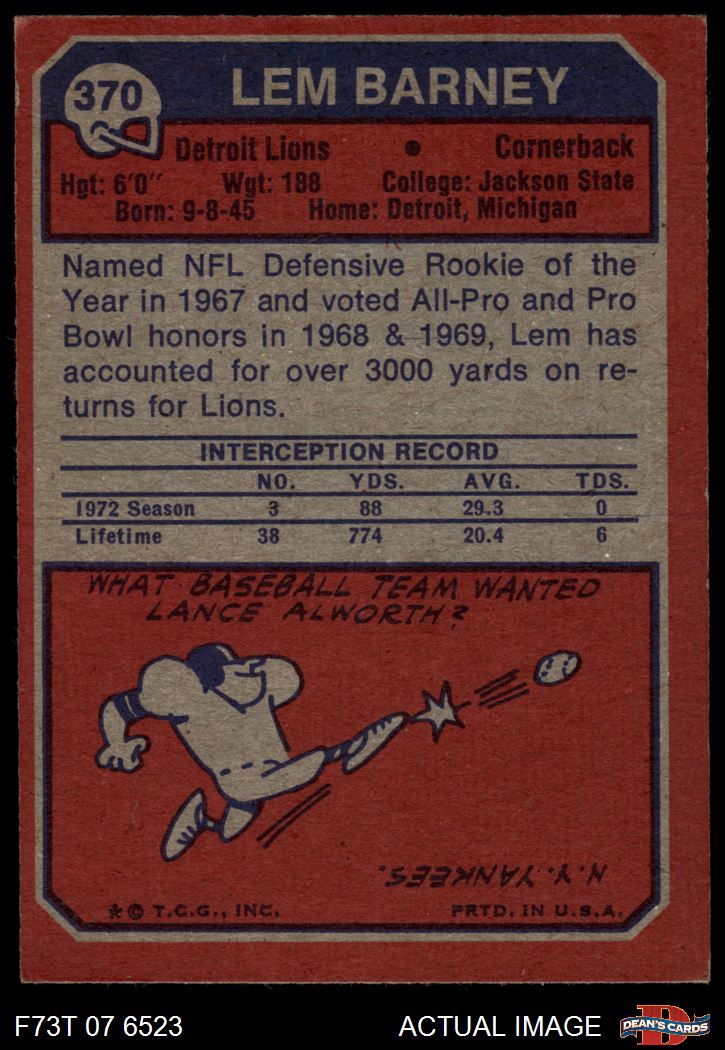 370
LEM BARNEY
Detroit Lions • Cornerback
Hgt: 6'0" Wgt: 188 College: Jackson State
Born: 9-8-45 Home: Detroit, Michigan
Named NFL Defensive Rookie of the
Year in 1967 and voted All-Pro and Pro
Bowl honors in 1968 & 1969, Lem has
accounted for over 3000 yards on re-
turns for Lions.
INTERCEPTION RECORD
NO. YDS. AVG. TDS.
1972 Season 3 88 29.3 0
Lifetime 38 774 20.4 6
WHAT BASEBALL TEAM WANTED
LANCE ALWORTH?
N.Y. YANKEES.
* © T.C.G., INC. PRTD. IN U.S.A.
F73T 07 6523 ACTUAL IMAGE
D
DEAN'S CARDS